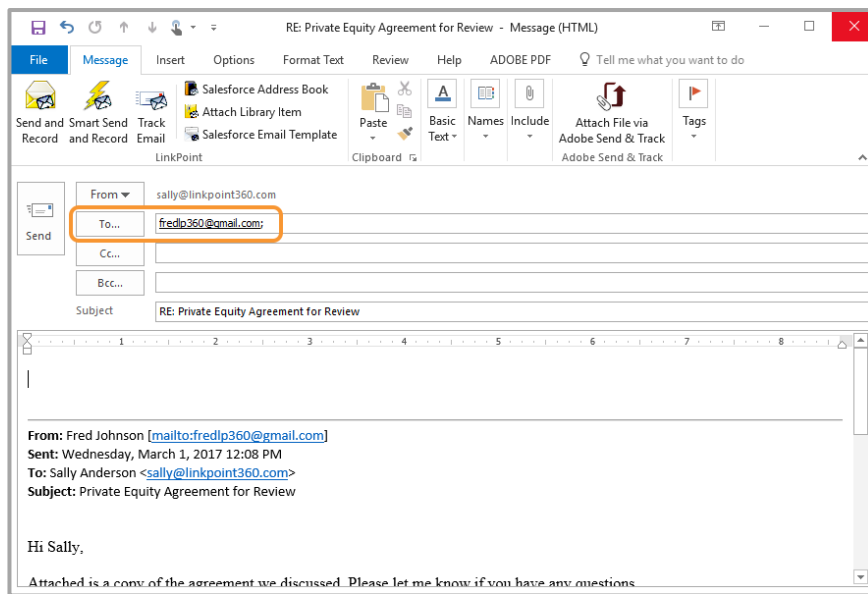 RE: Private Equity Agreement for Review - Message (HTML)
File Message Insert Options Format Text Review Help ADOBE PDF Tell me what you want to do
Send and Record
Smart Send and Record
Track Email
Salesforce Address Book
Attach Library Item
Salesforce Email Template
LinkPoint
Paste
Clipboard
Basic Text
Names
Include
Attach File via Adobe Send & Track
Adobe Send & Track
Tags
Send
From sally@linkpoint360.com
To... fredlp360@gmail.com;
Cc...
Bcc...
Subject RE: Private Equity Agreement for Review
1 2 3 4 5 6 7 8
From: Fred Johnson [mailto:fredlp360@gmail.com]
Sent: Wednesday, March 1, 2017 12:08 PM
To: Sally Anderson <sally@linkpoint360.com>
Subject: Private Equity Agreement for Review
Hi Sally,
Attached is a copy of the agreement we discussed. Please let me know if you have any questions